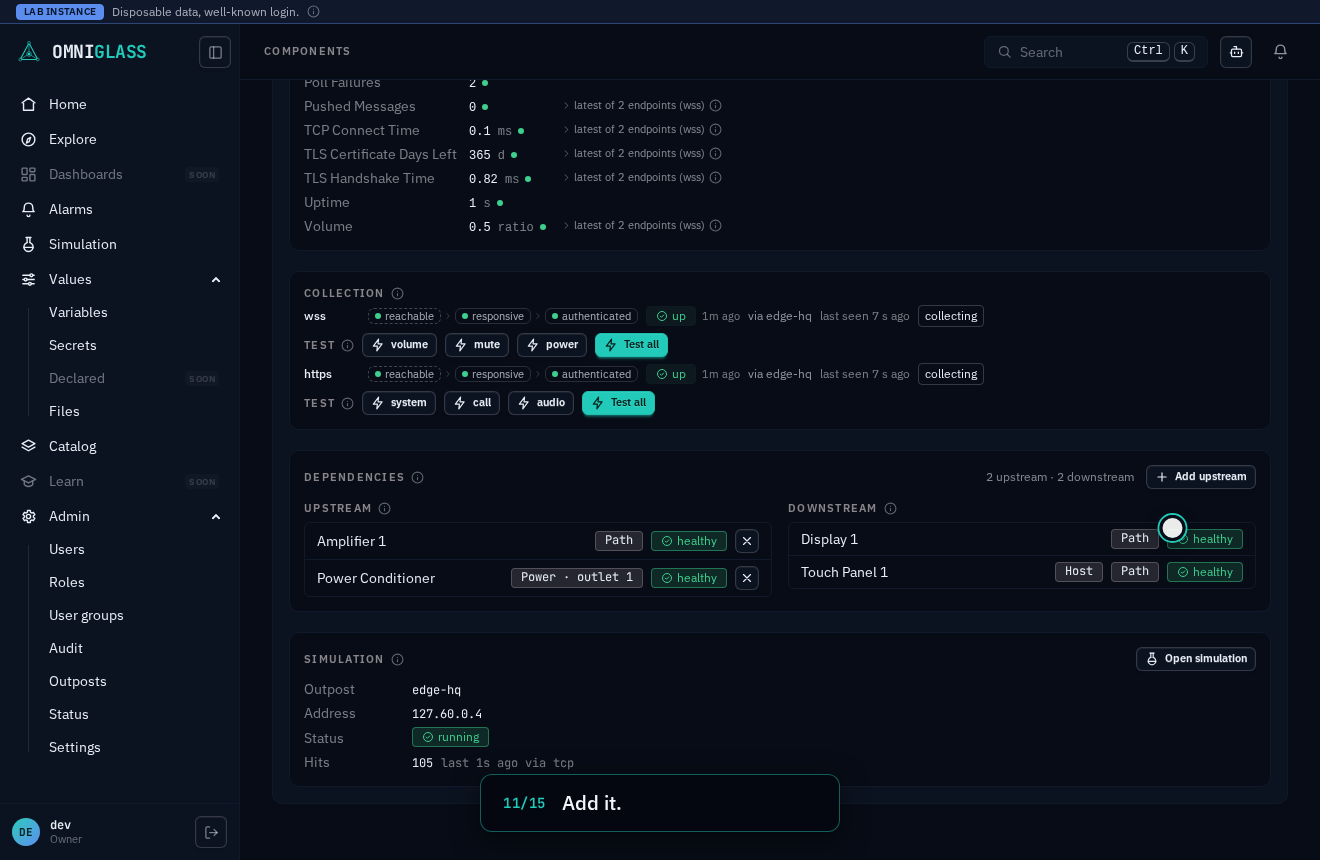 LAB INSTANCE Disposable data, well-known login.
OMNIGLASS
COMPONENTS
Search Ctrl K
Home
Explore
Dashboards SOON
Alarms
Simulation
Values
Variables
Secrets
Declared SOON
Files
Catalog
Learn SOON
Admin
Users
Roles
User groups
Audit
Outposts
Status
Settings
DE dev
Owner
Poll Failures 2
Pushed Messages 0 latest of 2 endpoints (wss)
TCP Connect Time 0.1 ms latest of 2 endpoints (wss)
TLS Certificate Days Left 365 d latest of 2 endpoints (wss)
TLS Handshake Time 0.82 ms latest of 2 endpoints (wss)
Uptime 1 s
Volume 0.5 ratio latest of 2 endpoints (wss)
COLLECTION
wss reachable responsive authenticated up 1m ago via edge-hq last seen 7 s ago collecting
TEST volume mute power Test all
https reachable responsive authenticated up 1m ago via edge-hq last seen 7 s ago collecting
TEST system call audio Test all
DEPENDENCIES 2 upstream · 2 downstream Add upstream
UPSTREAM
Amplifier 1 Path healthy
Power Conditioner Power · outlet 1 healthy
DOWNSTREAM
Display 1 Path healthy
Touch Panel 1 Host Path healthy
SIMULATION Open simulation
Outpost edge-hq
Address 127.60.0.4
Status running
Hits 105 last 1s ago via tcp
11/15 Add it.